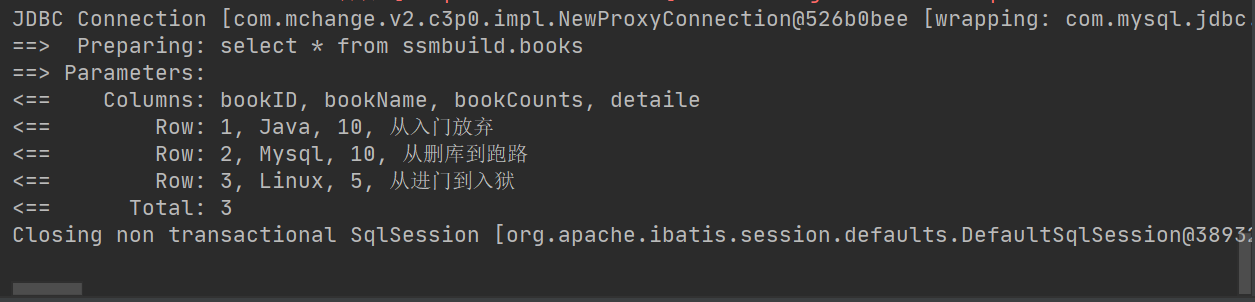 JDBC Connection [com.mchange.v2.c3p0.impl.NewProxyConnection@526b0bee [wrapping: com.mysql.jdbc.
==>  Preparing: select * from ssmbuild.books
==> Parameters:
<==    Columns: bookID, bookName, bookCounts, detaile
<==        Row: 1, Java, 10, 从入门放弃
<==        Row: 2, Mysql, 10, 从删库到跑路
<==        Row: 3, Linux, 5, 从进门到入狱
<==      Total: 3
Closing non transactional SqlSession [org.apache.ibatis.session.defaults.DefaultSqlSession@38932